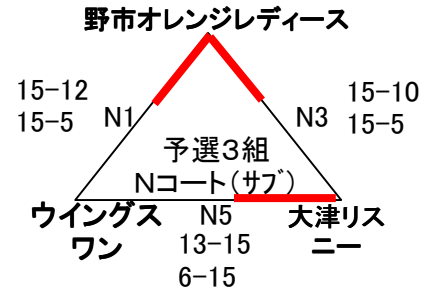 野市オレンジレディース
15-12
15-5
N1
N3
15-10
15-5
予選3組
Nコート(サブ)
ウイングス
ワン
N5
大津リス
ニー
13-15
6-15